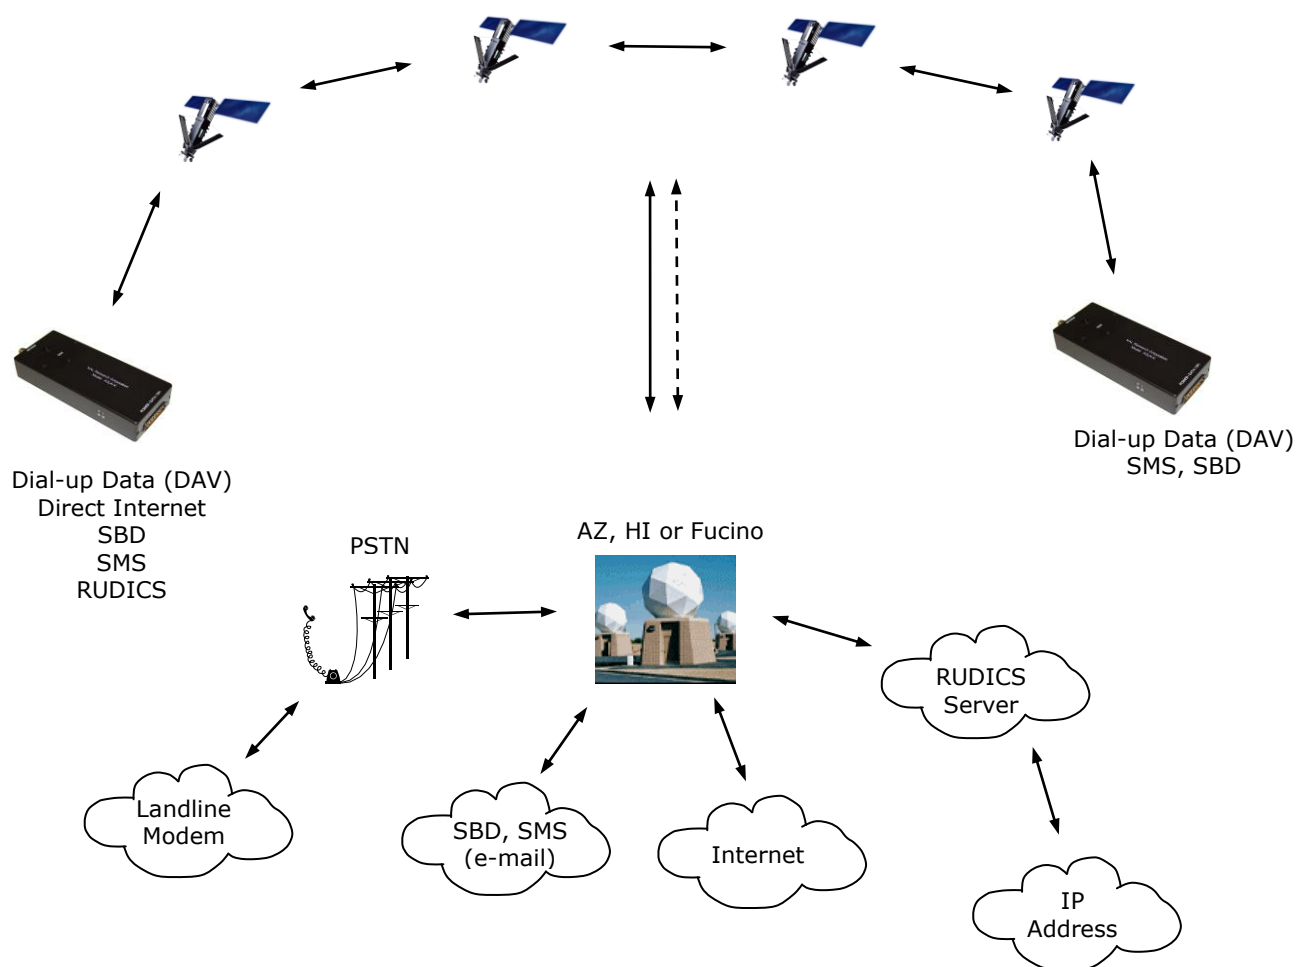 Dial-up Data (DAV)
Direct Internet
SBD
SMS
RUDICS
Dial-up Data (DAV)
SMS, SBD
PSTN
AZ, HI or Fucino
RUDICS
Server
Landline
Modem
SBD, SMS
(e-mail)
Internet
IP
Address